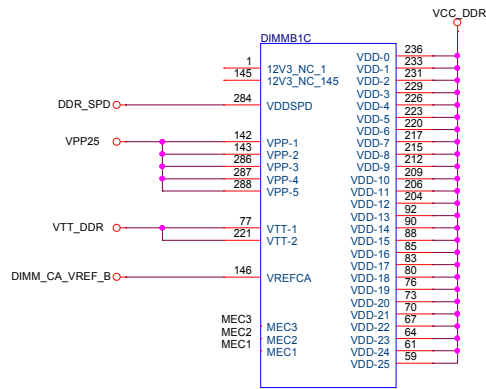 VCC_DDR
DIMMB1C
1 12V3_NC_1
145 12V3_NC_145
DDR_SPD 284 VDDSPD
VPP25 142 VPP-1
143 VPP-2
286 VPP-3
287 VPP-4
288 VPP-5
VTT_DDR 77 VTT-1
221 VTT-2
DIMM_CA_VREF_B 146 VREFCA
MEC3 MEC3
MEC2 MEC2
MEC1 MEC1
VDD-0 236
VDD-1 233
VDD-2 231
VDD-3 229
VDD-4 226
VDD-5 223
VDD-6 220
VDD-7 217
VDD-8 215
VDD-9 212
VDD-10 209
VDD-11 206
VDD-12 204
VDD-13 92
VDD-14 90
VDD-15 88
VDD-16 85
VDD-17 83
VDD-18 80
VDD-19 76
VDD-20 73
VDD-21 70
VDD-22 67
VDD-23 64
VDD-24 61
VDD-25 59